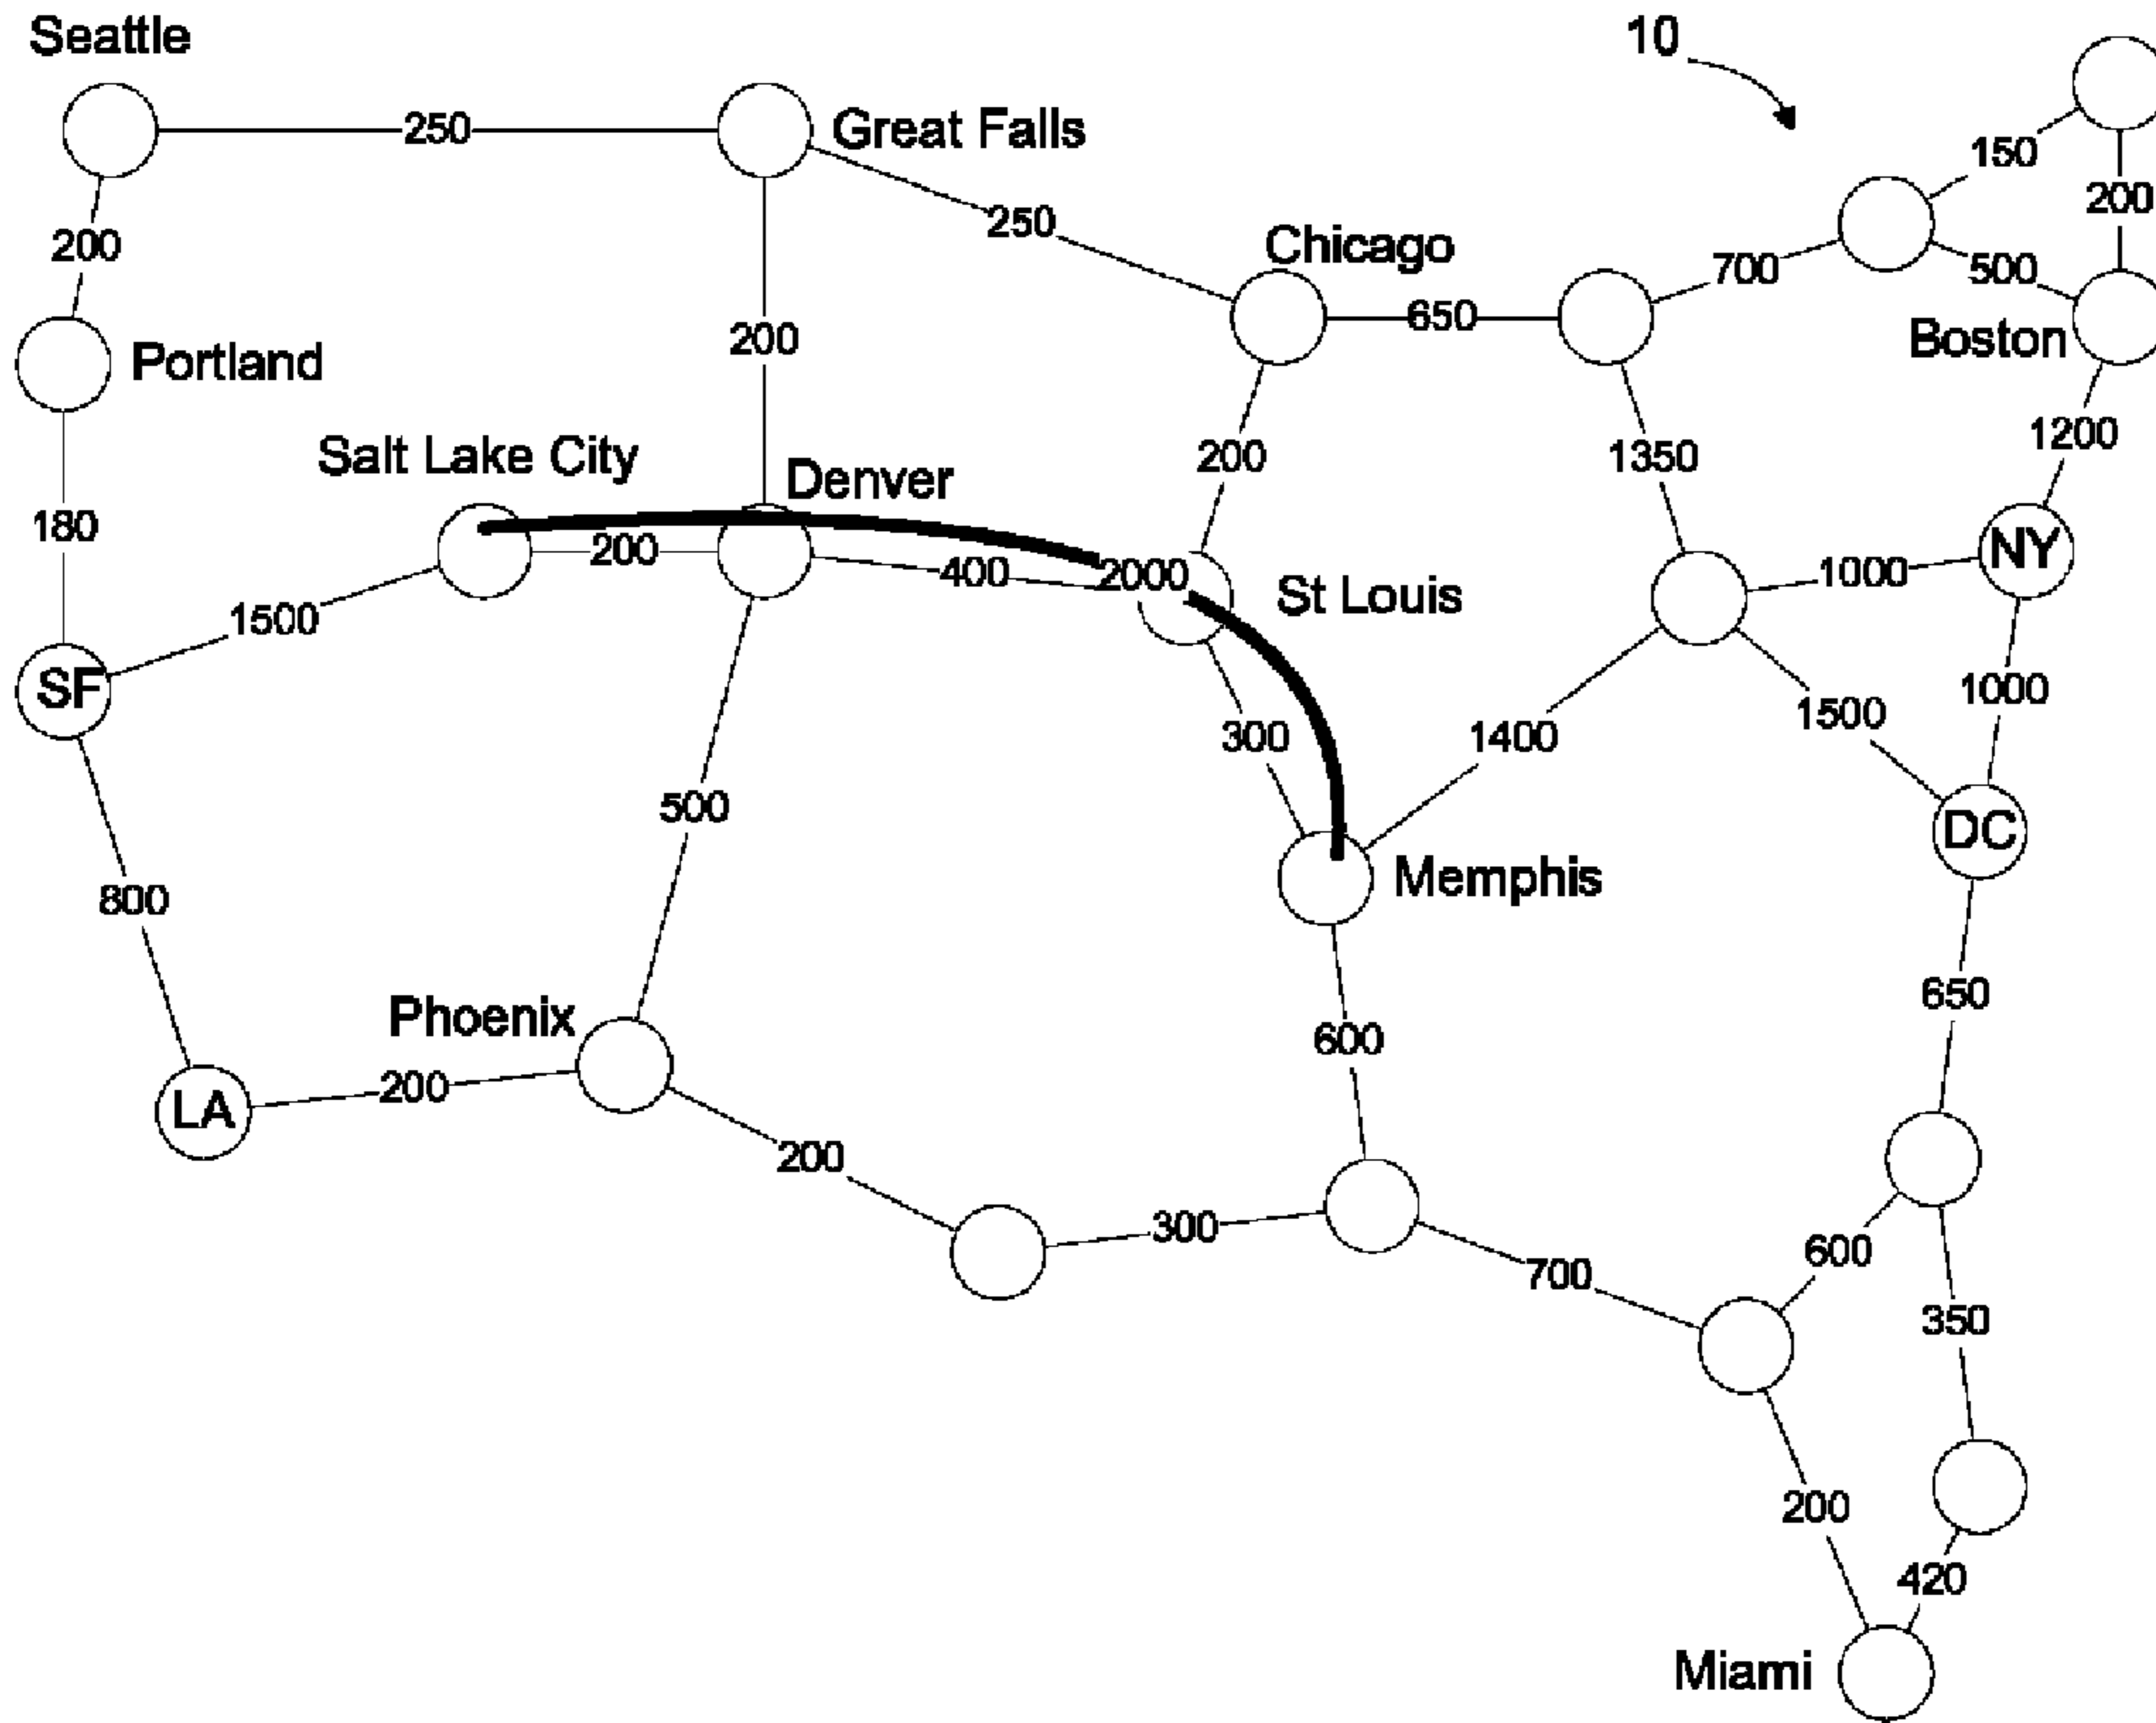 Seattle
10
250
Great Falls
150
200
200
250
Chicago
700
500
650
Boston
200
Portland
1200
Salt Lake City
Denver
200
1350
180
200
400
2000
St Louis
1000
NY
1500
SF
300
1400
1500
1000
500
DC
800
Memphis
650
Phoenix
600
LA
200
200
300
700
600
350
200
420
Miami